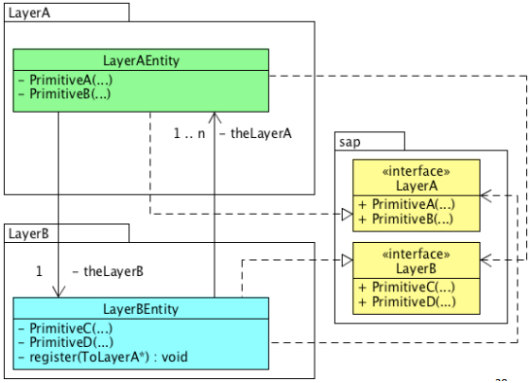 LayerA
LayerAEntity
- PrimitiveA(...)
- PrimitiveB(...)
1 .. n
- theLayerA
sap
«interface»
LayerA
+ PrimitiveA(...)
+ PrimitiveB(...)
LayerB
«interface»
LayerB
+ PrimitiveC(...)
+ PrimitiveD(...)
1
- theLayerB
LayerBEntity
- PrimitiveC(...)
- PrimitiveD(...)
- register(ToLayerA*) : void